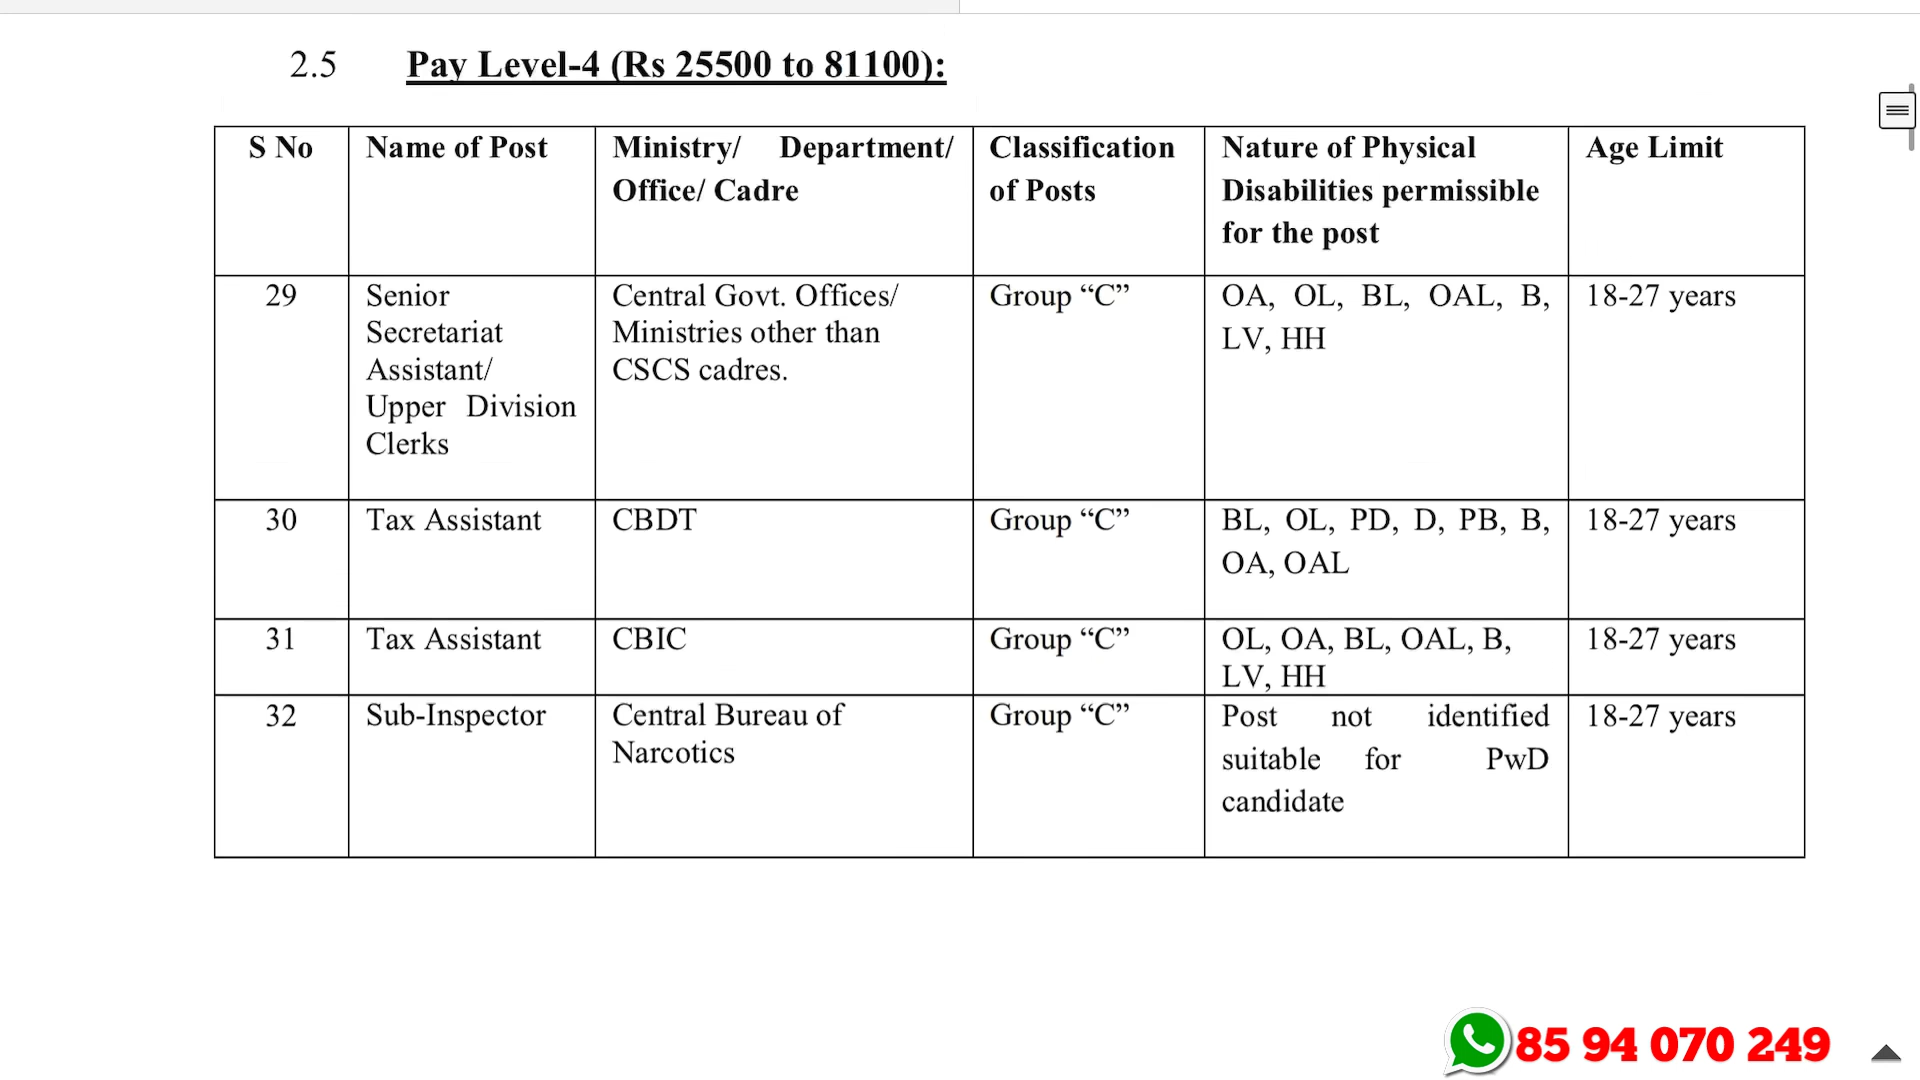 2.5 Pay Level-4 (Rs 25500 to 81100):
S No
Name of Post
Ministry/ Department/
Office/ Cadre
Classification
of Posts
Nature of Physical
Disabilities permissible
for the post
Age Limit
29
Senior
Secretariat
Assistant/
Upper Division
Clerks
Central Govt. Offices/
Ministries other than
CSCS cadres.
Group “C”
OA, OL, BL, OAL, B,
LV, HH
18-27 years
30
Tax Assistant
CBDT
Group “C”
BL, OL, PD, D, PB, B,
OA, OAL
18-27 years
31
Tax Assistant
CBIC
Group “C”
OL, OA, BL, OAL, B,
LV, HH
18-27 years
32
Sub-Inspector
Central Bureau of
Narcotics
Group “C”
Post not identified
suitable for PwD
candidate
18-27 years
85 94 070 249